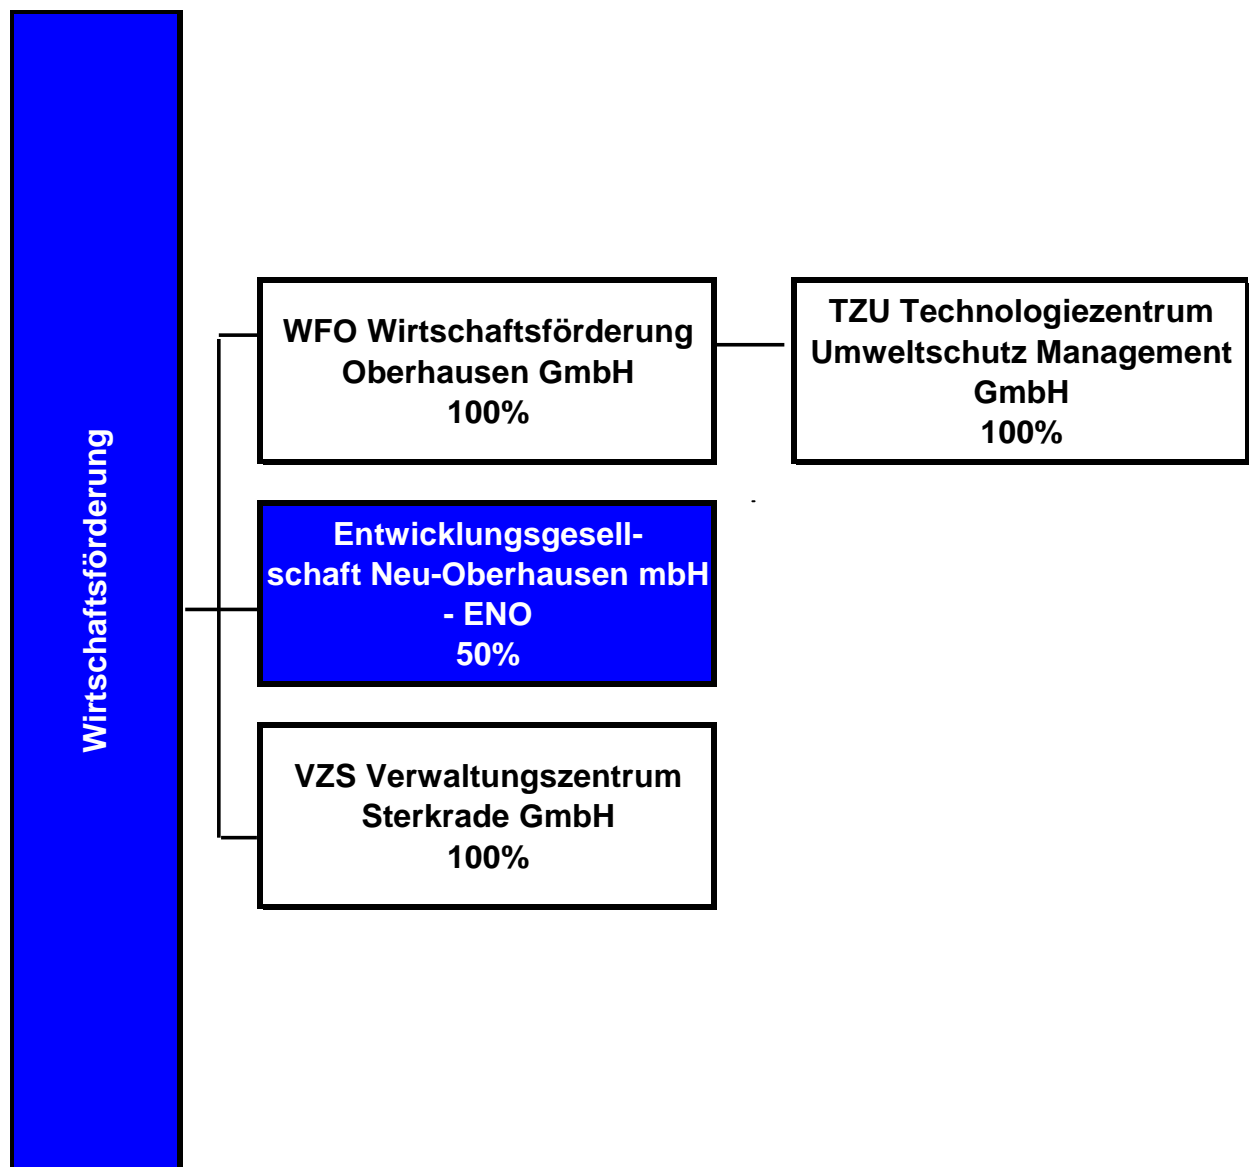 Wirtschaftsförderung
WFO Wirtschaftsförderung
Oberhausen GmbH
100%
TZU Technologiezentrum
Umweltschutz Management
GmbH
100%
Entwicklungsgesell-
schaft Neu-Oberhausen mbH
- ENO
50%
VZS Verwaltungszentrum
Sterkrade GmbH
100%